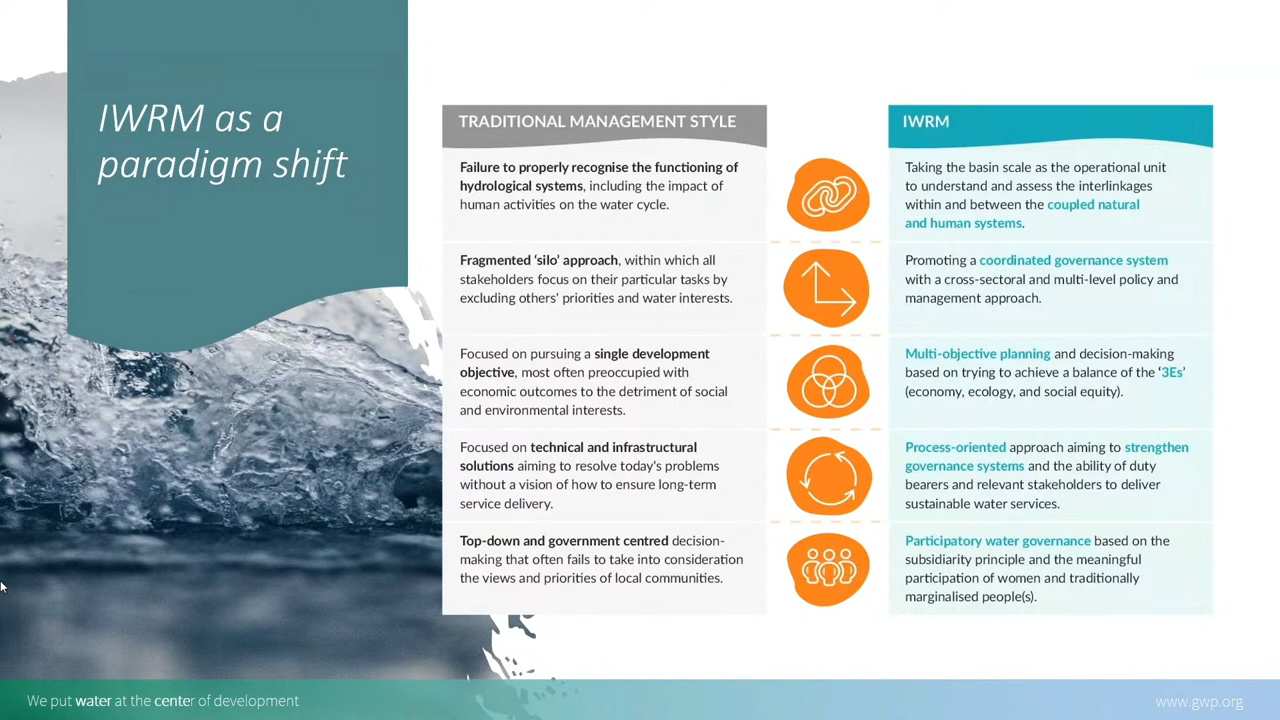 IWRM as a
paradigm shift
TRADITIONAL MANAGEMENT STYLE
IWRM
Failure to properly recognise the functioning of
hydrological systems, including the impact of
human activities on the water cycle.
Taking the basin scale as the operational unit
to understand and assess the interlinkages
within and between the coupled natural
and human systems.
Fragmented ‘silo’ approach, within which all
stakeholders focus on their particular tasks by
excluding others' priorities and water interests.
Promoting a coordinated governance system
with a cross-sectoral and multi-level policy and
management approach.
Focused on pursuing a single development
objective, most often preoccupied with
economic outcomes to the detriment of social
and environmental interests.
Multi-objective planning and decision-making
based on trying to achieve a balance of the ‘3Es’
(economy, ecology, and social equity).
Focused on technical and infrastructural
solutions aiming to resolve today's problems
without a vision of how to ensure long-term
service delivery.
Process-oriented approach aiming to strengthen
governance systems and the ability of duty
bearers and relevant stakeholders to deliver
sustainable water services.
Top-down and government centred decision-
making that often fails to take into consideration
the views and priorities of local communities.
Participatory water governance based on the
subsidiarity principle and the meaningful
participation of women and traditionally
marginalised people(s).
We put water at the center of development
www.gwp.org